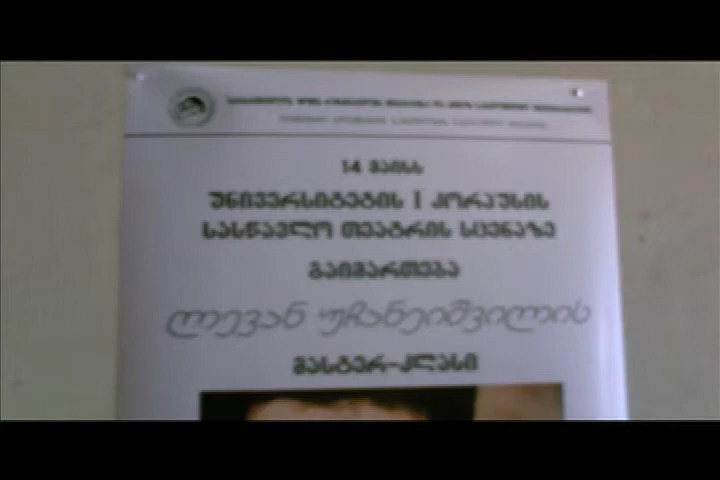 14 მაისს
უნივერსიტეტის I კორპუსის
სასწავლო თეატრის სცენაზე
გაიმართება
ლევან უჩანეიშვილის
მასტერ-კლასი